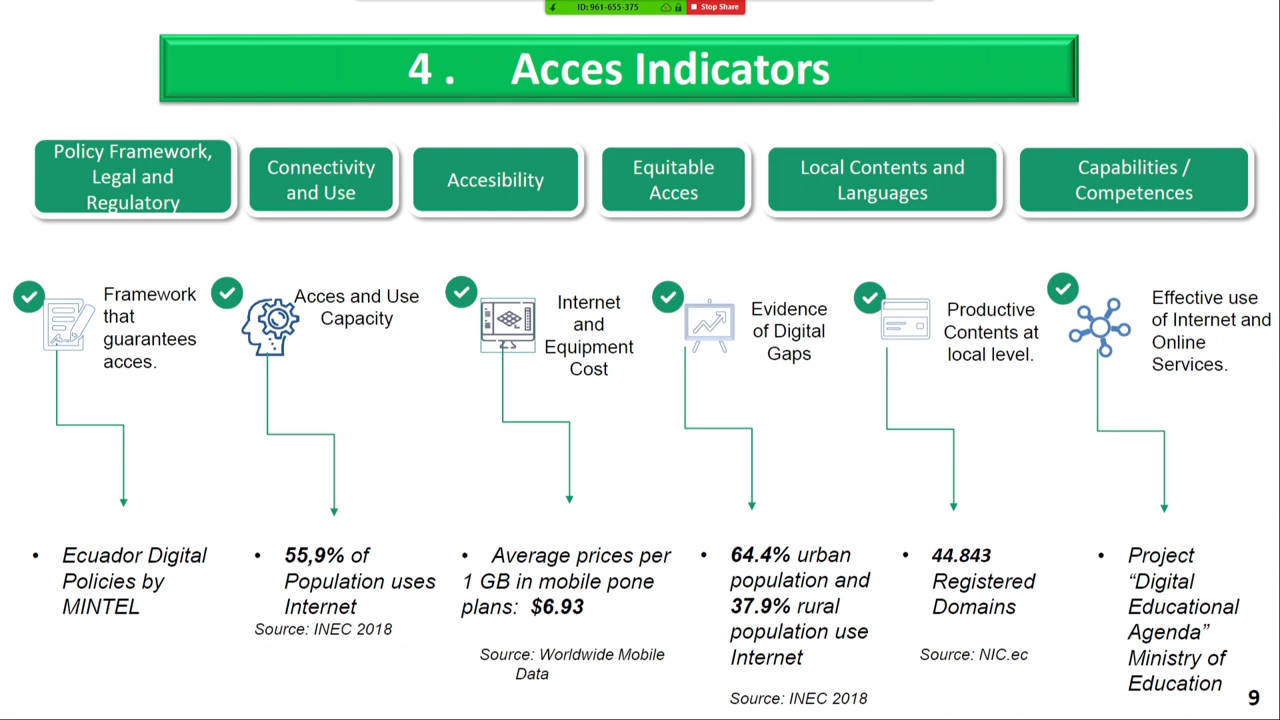 ID: 961-655-375
Stop Share
4 . Acces Indicators
Policy Framework,
Legal and
Regulatory
Connectivity
and Use
Accesibility
Equitable
Acces
Local Contents and
Languages
Capabilities /
Competences
Framework
that
guarantees
acces.
Acces and Use
Capacity
Internet
and
Equipment
Cost
Evidence
of Digital
Gaps
Productive
Contents at
local level.
Effective use
of Internet and
Online
Services.
• Ecuador Digital
Policies by
MINTEL
• 55,9% of
Population uses
Internet
Source: INEC 2018
• Average prices per
1 GB in mobile pone
plans: $6.93
Source: Worldwide Mobile
Data
• 64.4% urban
population and
37.9% rural
population use
Internet
Source: INEC 2018
• 44.843
Registered
Domains
Source: NIC.ec
• Project
“Digital
Educational
Agenda”
Ministry of
Education
9